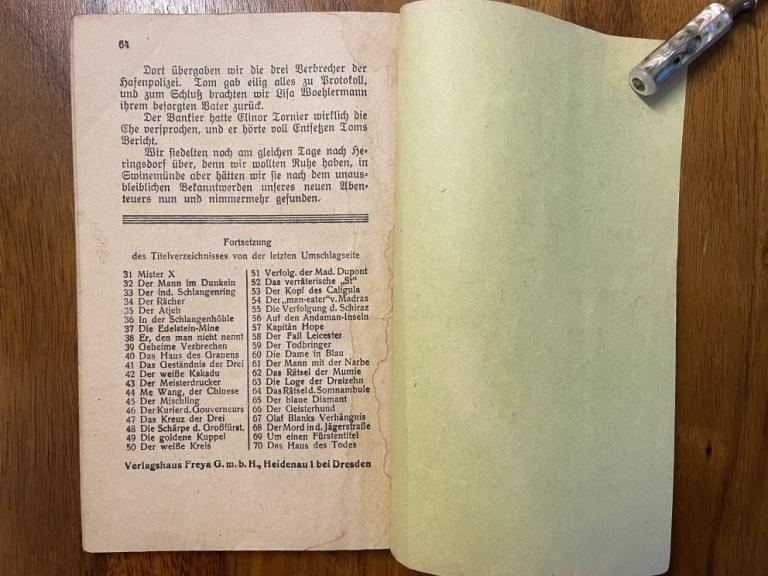 64
Dort übergaben wir die drei Verbrecher der
Hafenpolizei. Tom gab eilig alles zu Protokoll,
und zum Schluß brachten wir Lisa Woehlermann
ihrem besorgten Vater zurück.
Der Bankier hatte Elinor Tornier wirklich die
Ehe versprochen, und er hörte voll Entsetzen Toms
Bericht.
Wir siedelten noch am gleichen Tage nach He-
ringsdorf über, denn wir wollten Ruhe haben, in
Swinemünde aber hätten wir sie nach dem unaus-
bleiblichen Bekanntwerden unseres neuen Aben-
teuers nun und nimmermehr gefunden.
Fortsetzung
des Titelverzeichnisses von der letzten Umschlagseite
31 Mister X
32 Der Mann im Dunkeln
33 Der ind. Schlangenring
34 Der Rächer
35 Der Atjeh
36 In der Schlangenhöhle
37 Die Edelstein-Mine
38 Er, den man nicht nennt
39 Geheime Verbrechen
40 Das Haus des Grauens
41 Das Geständnis der Drei
42 Der weiße Kakadu
43 Der Meisterdrucker
44 Me Wang, der Chinese
45 Der Mischling
46 Der Kurier d. Gouverneurs
47 Das Kreuz der Drei
48 Die Schärpe d. Großfürst.
49 Die goldene Kuppel
50 Der weiße Kreis
51 Verfolg. der Mad. Dupont
52 Das verräterische „St“
53 Der Kopf des Caligula
54 Der „man-eater“ v. Madras
55 Die Verfolgung d. Schiraz
56 Auf den Andaman-Inseln
57 Kapitän Hope
58 Der Fall Leicester
59 Der Todbringer
60 Die Dame in Blau
61 Der Mann mit der Narbe
62 Das Rätsel der Mumie
63 Die Loge der Dreizehn
64 Das Rätsel d. Somnambule
65 Der blaue Diamant
66 Der Geisterhund
67 Olaf Blanks Verhängnis
68 Der Mord in d. Jägerstraße
69 Um einen Fürstentitel
70 Das Haus des Todes
Verlagshaus Freya G. m. b. H., Heidenau 1 bei Dresden